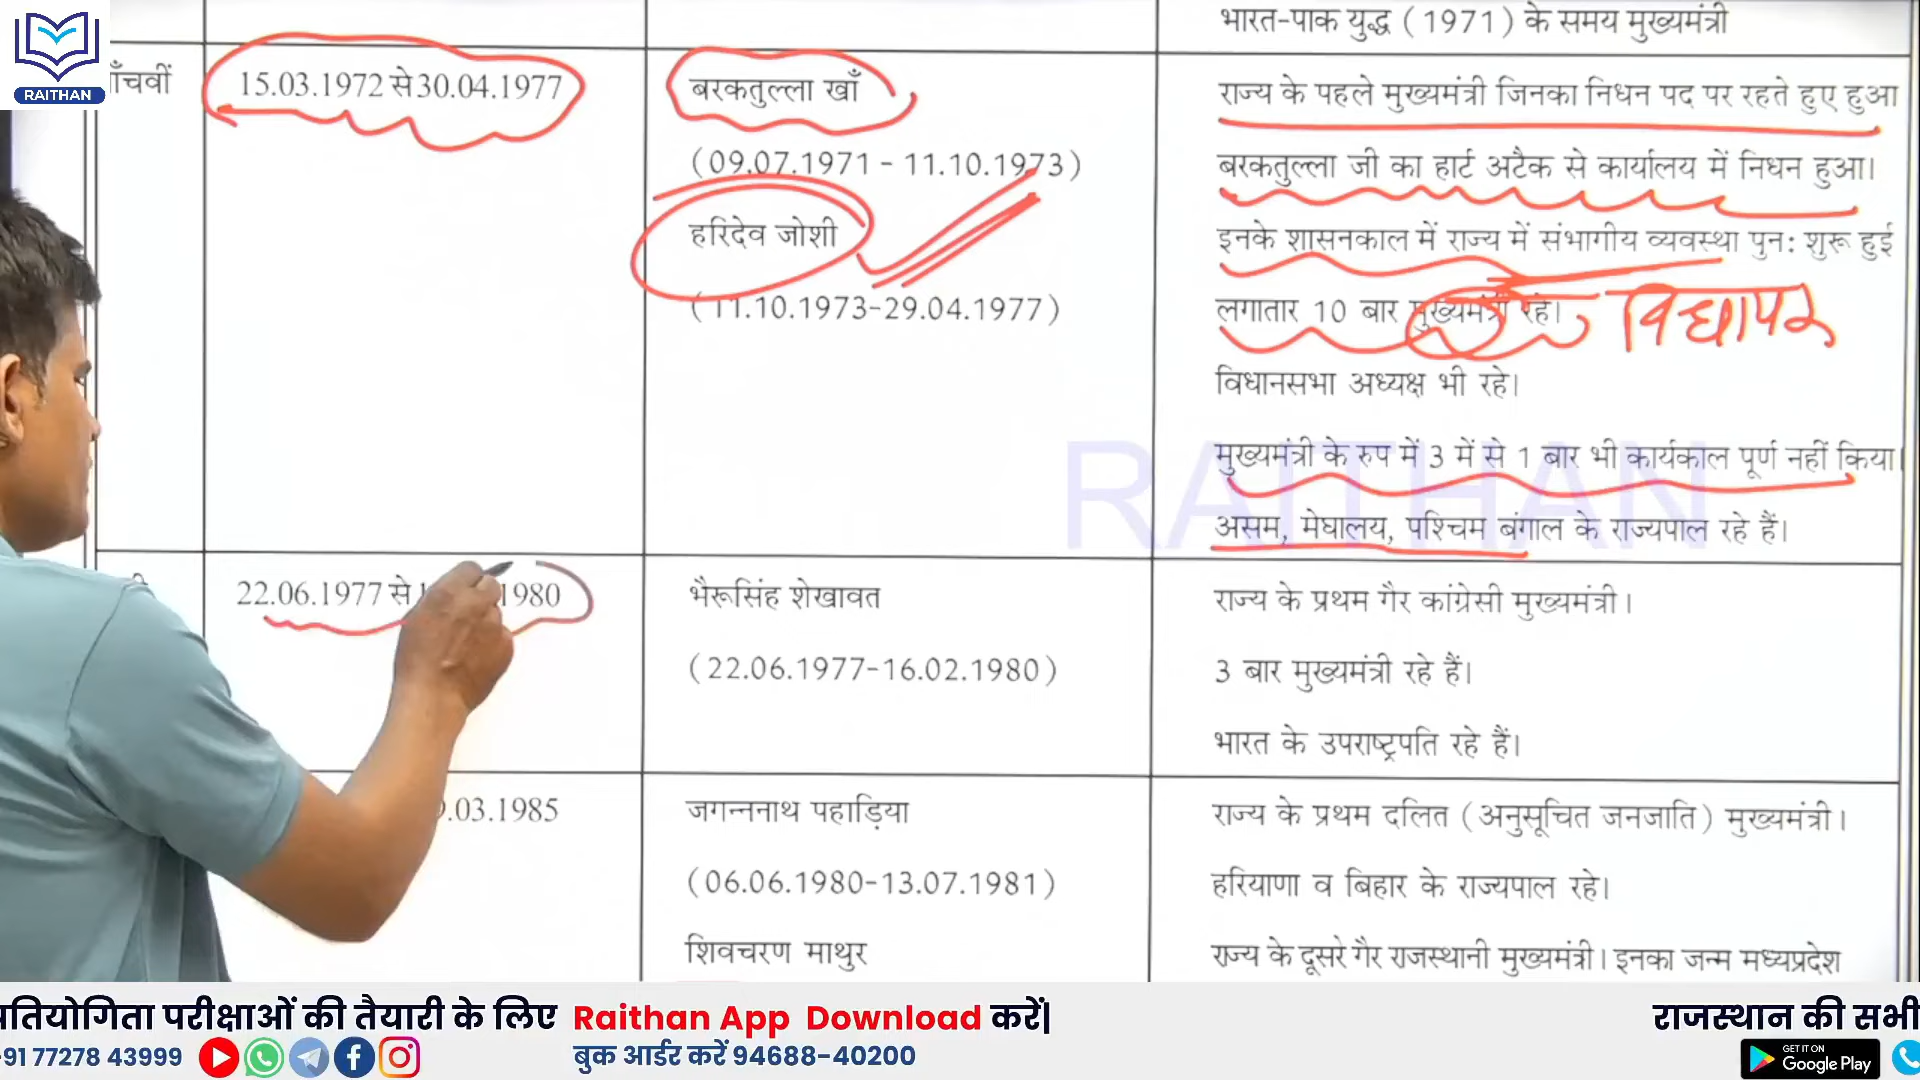 भारत-पाक युद्ध (1971) के समय मुख्यमंत्री
RAITHAN
15.03.1972 से 30.04.1977
बरकतुल्ला खाँ
(09.07.1971 - 11.10.1973)
हरिदेव जोशी
(11.10.1973-29.04.1977)
राज्य के पहले मुख्यमंत्री जिनका निधन पद पर रहते हुए हुआ
बरकतुल्ला जी का हार्ट अटैक से कार्यालय में निधन हुआ।
इनके शासनकाल में राज्य में संभागीय व्यवस्था पुन: शुरू हुई
लगातार 10 बार मुख्यमंत्री रहे।
विधानसभा अध्यक्ष भी रहे।
मुख्यमंत्री के रुप में 3 में से 1 बार भी कार्यकाल पूर्ण नहीं किया।
असम, मेघालय, पश्चिम बंगाल के राज्यपाल रहे हैं।
RAITHAN
22.06.1977 से 1980
भैरूसिंह शेखावत
(22.06.1977-16.02.1980)
राज्य के प्रथम गैर कांग्रेसी मुख्यमंत्री।
3 बार मुख्यमंत्री रहे हैं।
भारत के उपराष्ट्रपति रहे हैं।
.03.1985
जगन्ननाथ पहाड़िया
(06.06.1980-13.07.1981)
शिवचरण माथुर
राज्य के प्रथम दलित (अनुसूचित जनजाति) मुख्यमंत्री।
हरियाणा व बिहार के राज्यपाल रहे।
राज्य के दूसरे गैर राजस्थानी मुख्यमंत्री। इनका जन्म मध्यप्रदेश
प्रतियोगिता परीक्षाओं की तैयारी के लिए Raithan App Download करें|
राजस्थान की सभी
91 77278 43999
बुक आर्डर करें 94688-40200
GET IT ON
Google Play